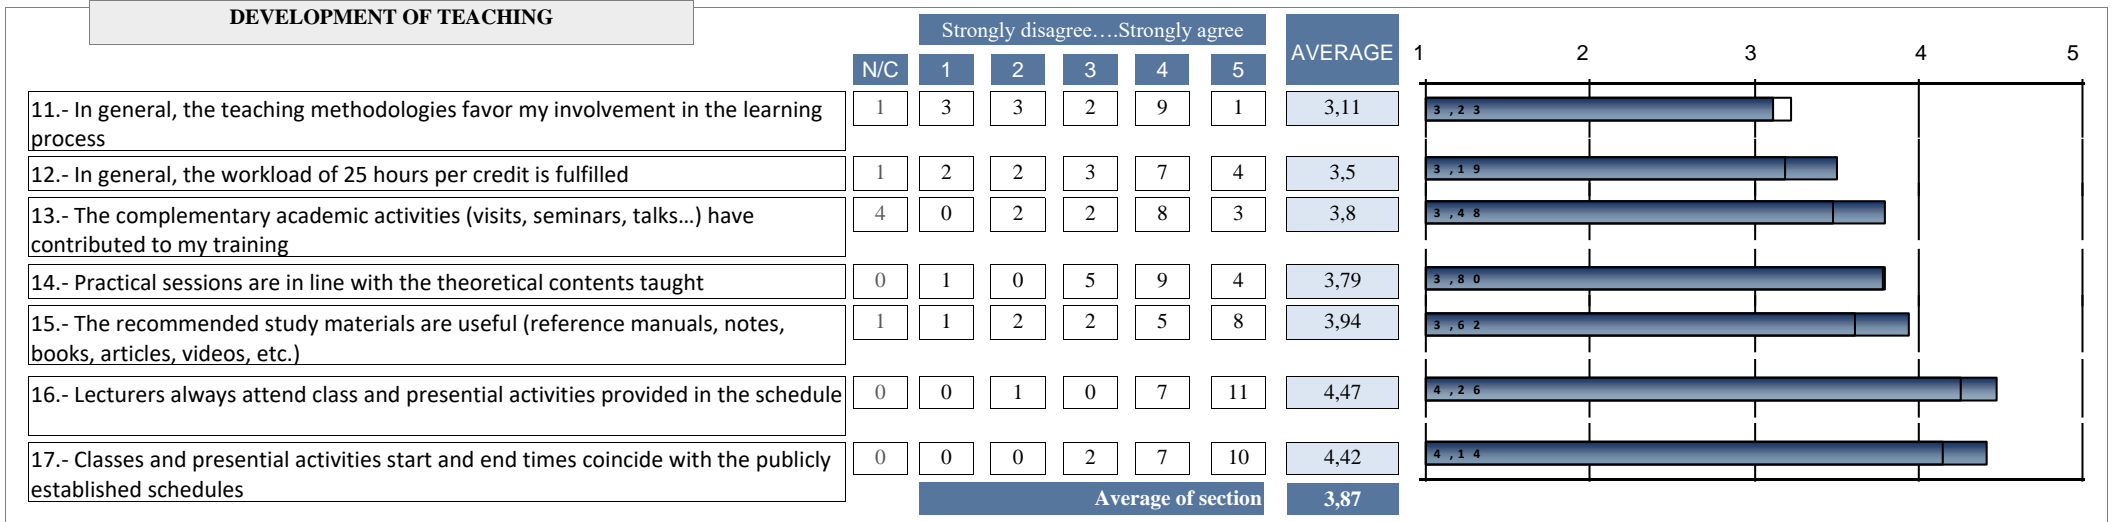 DEVELOPMENT OF TEACHING
Strongly disagree….Strongly agree
AVERAGE
N/C 1 2 3 4 5
1 2 3 4 5
11.- In general, the teaching methodologies favor my involvement in the learning
process
1 3 3 2 9 1 3,11 3,23
12.- In general, the workload of 25 hours per credit is fulfilled 1 2 2 3 7 4 3,5 3,19
13.- The complementary academic activities (visits, seminars, talks…) have
contributed to my training
4 0 2 2 8 3 3,8 3,48
14.- Practical sessions are in line with the theoretical contents taught 0 1 0 5 9 4 3,79 3,80
15.- The recommended study materials are useful (reference manuals, notes,
books, articles, videos, etc.)
1 1 2 2 5 8 3,94 3,62
16.- Lecturers always attend class and presential activities provided in the schedule 0 0 1 0 7 11 4,47 4,26
17.- Classes and presential activities start and end times coincide with the publicly
established schedules
0 0 0 2 7 10 4,42 4,14
Average of section 3,87